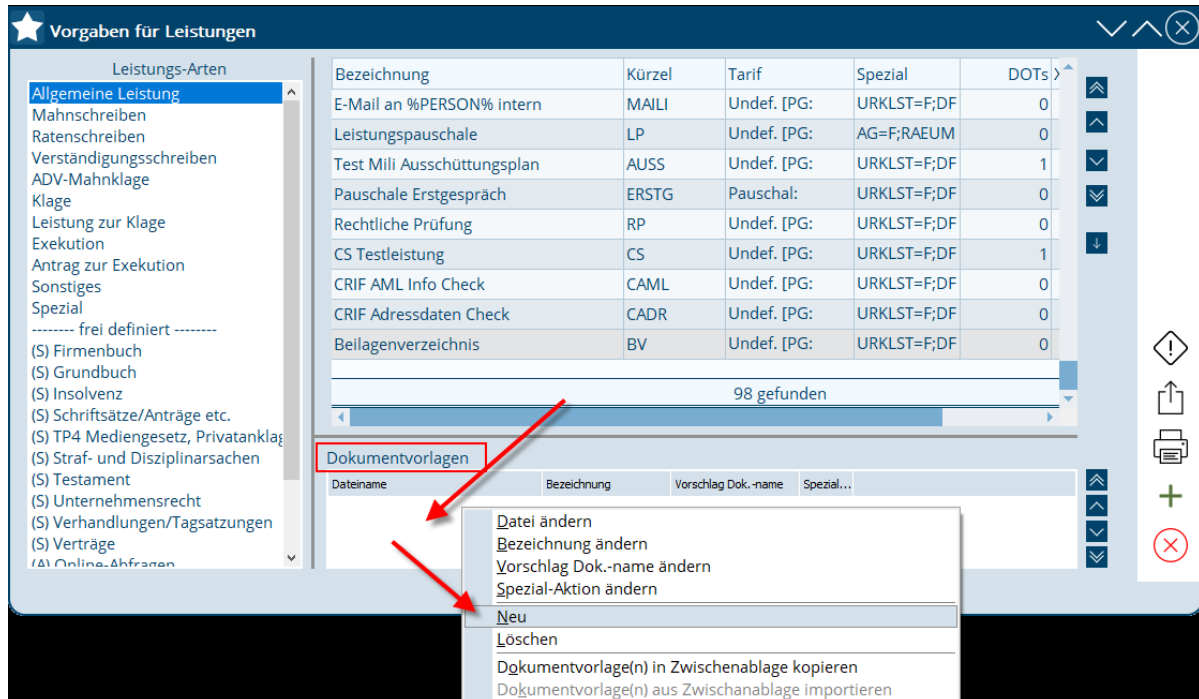 Vorgaben für Leistungen
Leistungs-Arten
Allgemeine Leistung
Mahnschreiben
Ratenschreiben
Verständigungsschreiben
ADV-Mahnklage
Klage
Leistung zur Klage
Exekution
Antrag zur Exekution
Sonstiges
Spezial
-------- frei definiert --------
(S) Firmenbuch
(S) Grundbuch
(S) Insolvenz
(S) Schriftsätze/Anträge etc.
(S) TP4 Mediengesetz, Privatanklag
(S) Straf- und Disziplinarsachen
(S) Testament
(S) Unternehmensrecht
(S) Verhandlungen/Tagsatzungen
(S) Verträge
(A) Online-Abfragen
Bezeichnung Kürzel Tarif Spezial DOTs X
E-Mail an %PERSON% intern MAILI Undef. [PG: URKLST=F;DF 0
Leistungspauschale LP Undef. [PG: AG=F;RAEUM 0
Test Mili Ausschüttungsplan AUSS Undef. [PG: URKLST=F;DF 1
Pauschale Erstgespräch ERSTG Pauschal: URKLST=F;DF 0
Rechtliche Prüfung RP Undef. [PG: URKLST=F;DF 0
CS Testleistung CS Undef. [PG: URKLST=F;DF 1
CRIF AML Info Check CAML Undef. [PG: URKLST=F;DF 0
CRIF Adressdaten Check CADR Undef. [PG: URKLST=F;DF 0
Beilagenverzeichnis BV Undef. [PG: URKLST=F;DF 0
98 gefunden
Dokumentvorlagen
Dateiname Bezeichnung Vorschlag Dok.-name Spezial...
Datei ändern
Bezeichnung ändern
Vorschlag Dok.-name ändern
Spezial-Aktion ändern
Neu
Löschen
Dokumentvorlage(n) in Zwischenablage kopieren
Dokumentvorlage(n) aus Zwischanablage importieren